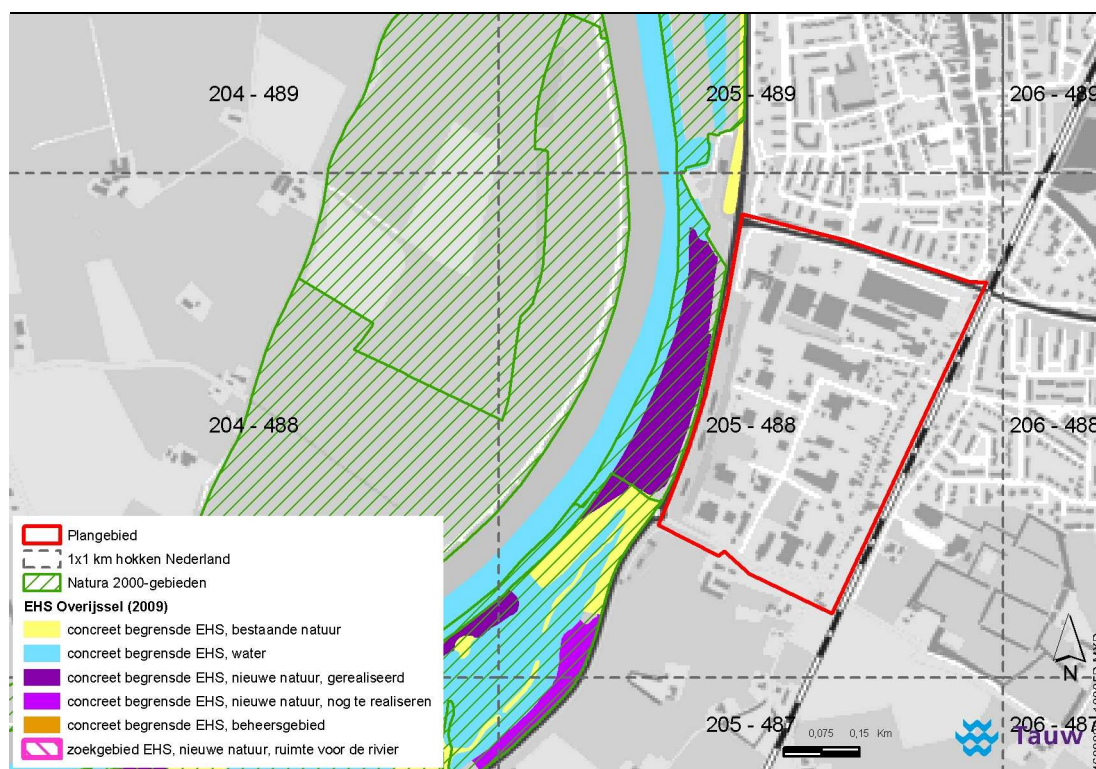 204 - 489
205 - 489
206 - 489
204 - 488
205 - 488
206 - 488
Plangebied
1x1 km hokken Nederland
Natura 2000-gebieden
EHS Overijssel (2009)
concreet begrensde EHS, bestaande natuur
concreet begrensde EHS, water
concreet begrensde EHS, nieuwe natuur, gerealiseerd
concreet begrensde EHS, nieuwe natuur, nog te realiseren
concreet begrensde EHS, beheersgebied
zoekgebied EHS, nieuwe natuur, ruimte voor de rivier
N
205 - 487
206 - 487
0,075 0,15 Km
Tauw